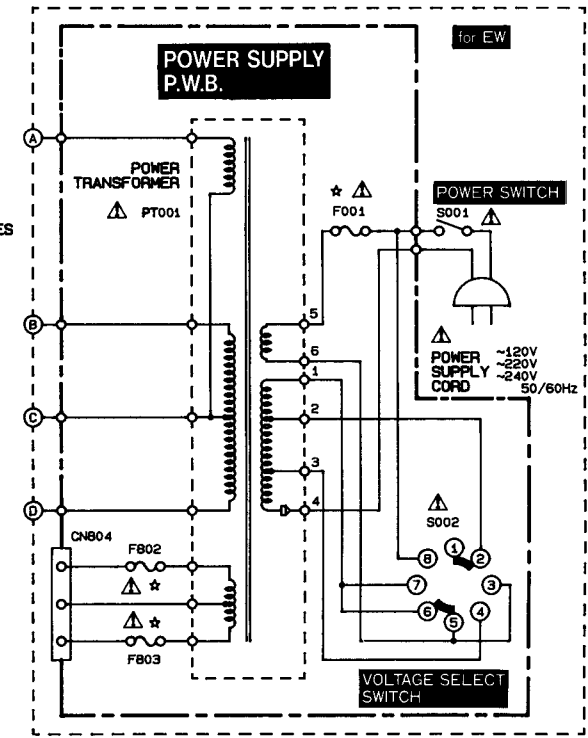 for EW
POWER SUPPLY
P.W.B.
A
POWER
TRANSFORMER
PT001
☆
F001
POWER SWITCH
S001
ES
B
5
6
1
2
3
4
POWER
SUPPLY
CORD
~120V
~220V
~240V
50/60Hz
C
D
CN804
F802
☆
☆
F803
S002
1
2
3
4
5
6
7
8
VOLTAGE SELECT
SWITCH